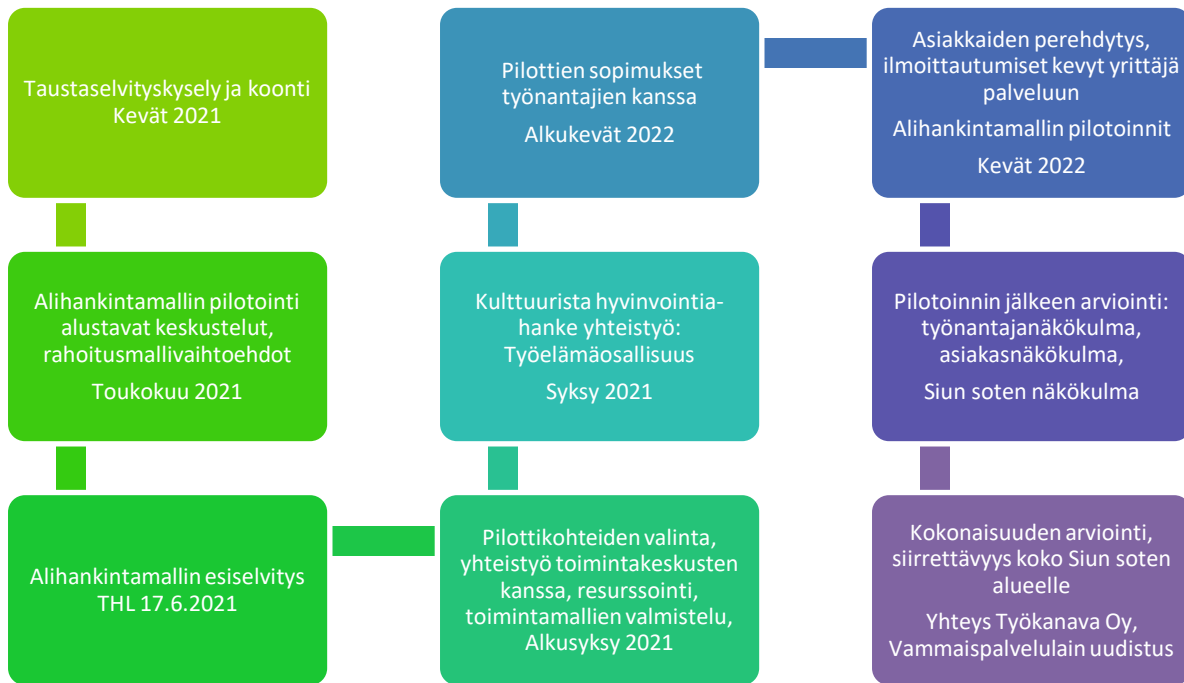 Taustaselvityskysely ja koonti
Kevät 2021
Alihankintamallin pilotointi
alustavat keskustelut,
rahoitusmallivaihtoehdot
Toukokuu 2021
Alihankintamallin esiselvitys
THL 17.6.2021
Pilottikohteiden valinta,
yhteistyö toimintakeskusten
kanssa, resurssointi,
toimintamallien valmistelu,
Alkusyksy 2021
Kulttuurista hyvinvointia-
hanke yhteistyö:
Työelämäosallisuus
Syksy 2021
Pilottien sopimukset
työnantajien kanssa
Alkukevät 2022
Asiakkaiden perehdytys,
ilmoittautumiset kevyt yrittäjä
palveluun
Alihankintamallin pilotoinnit
Kevät 2022
Pilotoinnin jälkeen arviointi:
työnantajanäkökulma,
asiakasnäkökulma,
Siun soten näkökulma
Kokonaisuuden arviointi,
siirrettävyys koko Siun soten
alueelle
Yhteys Työkanava Oy,
Vammaispalvelulain uudistus